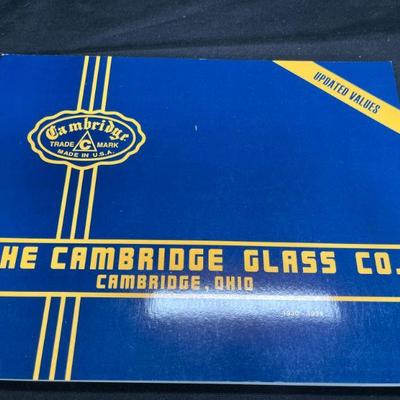 UPDATED VALUES
Cambridge
TRADE C MARK
MADE IN U.S.A.
HE CAMBRIDGE GLASS CO.
CAMBRIDGE, OHIO